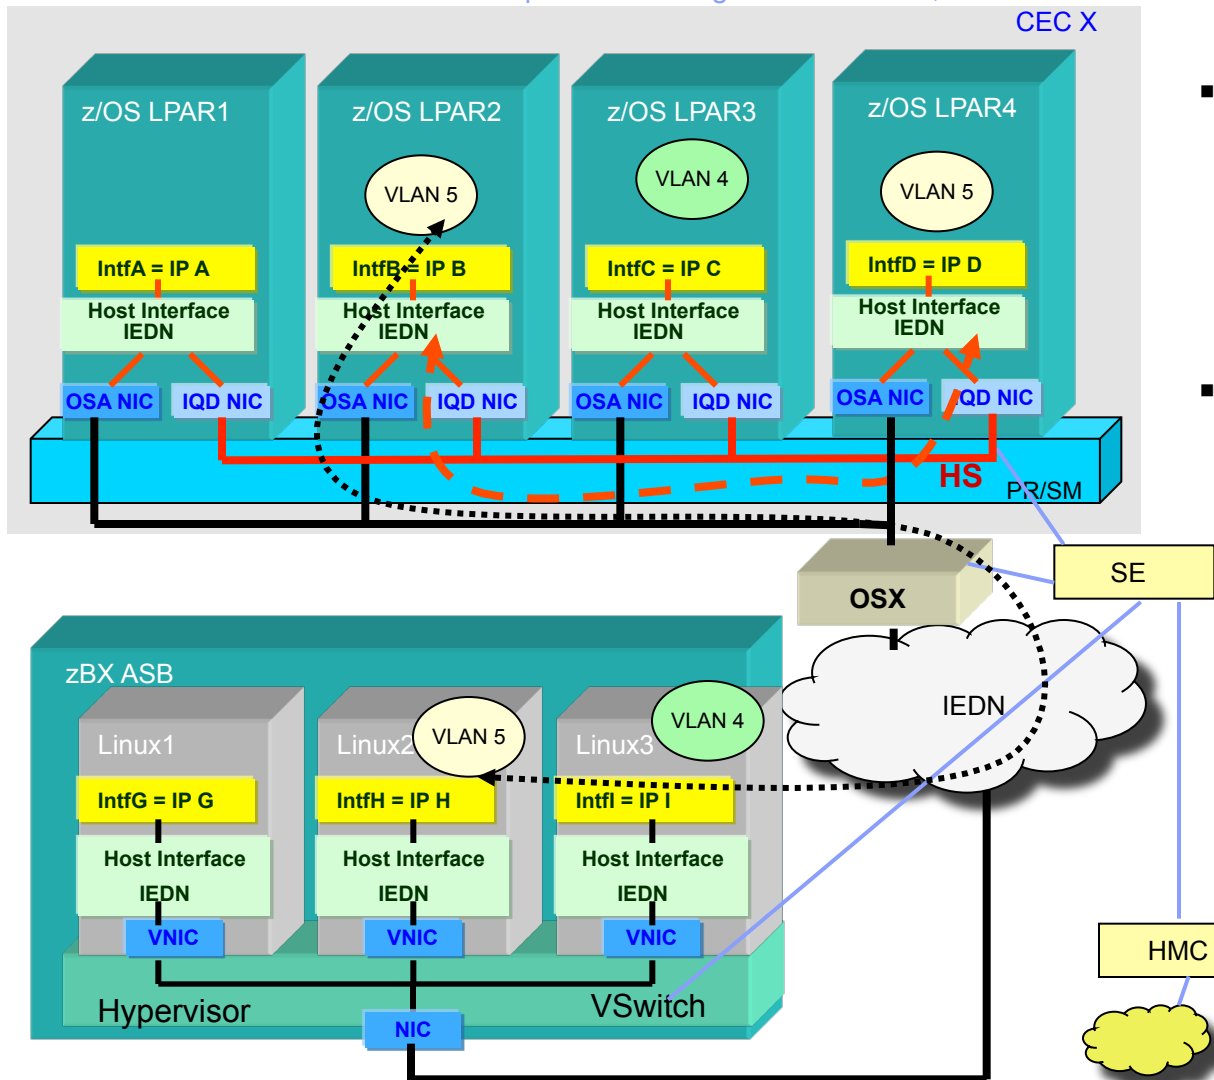 CEC X
z/OS LPAR1
z/OS LPAR2
z/OS LPAR3
z/OS LPAR4
VLAN 5
VLAN 4
VLAN 5
IntfA = IP A
IntfB = IP B
IntfC = IP C
IntfD = IP D
Host Interface
IEDN
Host Interface
IEDN
Host Interface
IEDN
Host Interface
IEDN
OSA NIC
IQD NIC
OSA NIC
IQD NIC
OSA NIC
IQD NIC
OSA NIC
IQD NIC
HS
PR/SM
OSX
SE
zBX ASB
IEDN
Linux1
Linux2
Linux3
VLAN 5
VLAN 4
IntfG = IP G
IntfH = IP H
IntfI = IP I
Host Interface
IEDN
Host Interface
IEDN
Host Interface
IEDN
VNIC
VNIC
VNIC
HMC
Hypervisor
VSwitch
NIC